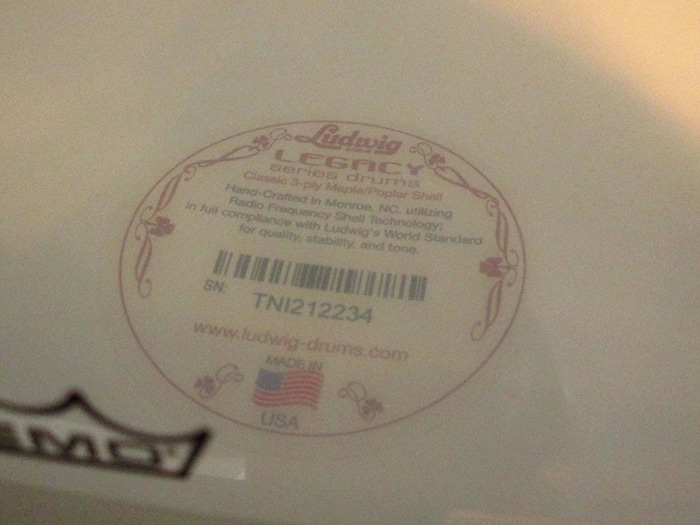 Ludwig
USA
LEGACY
series drums
Classic 3-ply Maple/Poplar Shell
Hand-Crafted in Monroe, NC, utilizing
Radio Frequency Shell Technology;
in full compliance with Ludwig's World Standard
for quality, stability, and tone.
SN:
TNI212234
www.ludwig-drums.com
MADE IN
USA
EMO